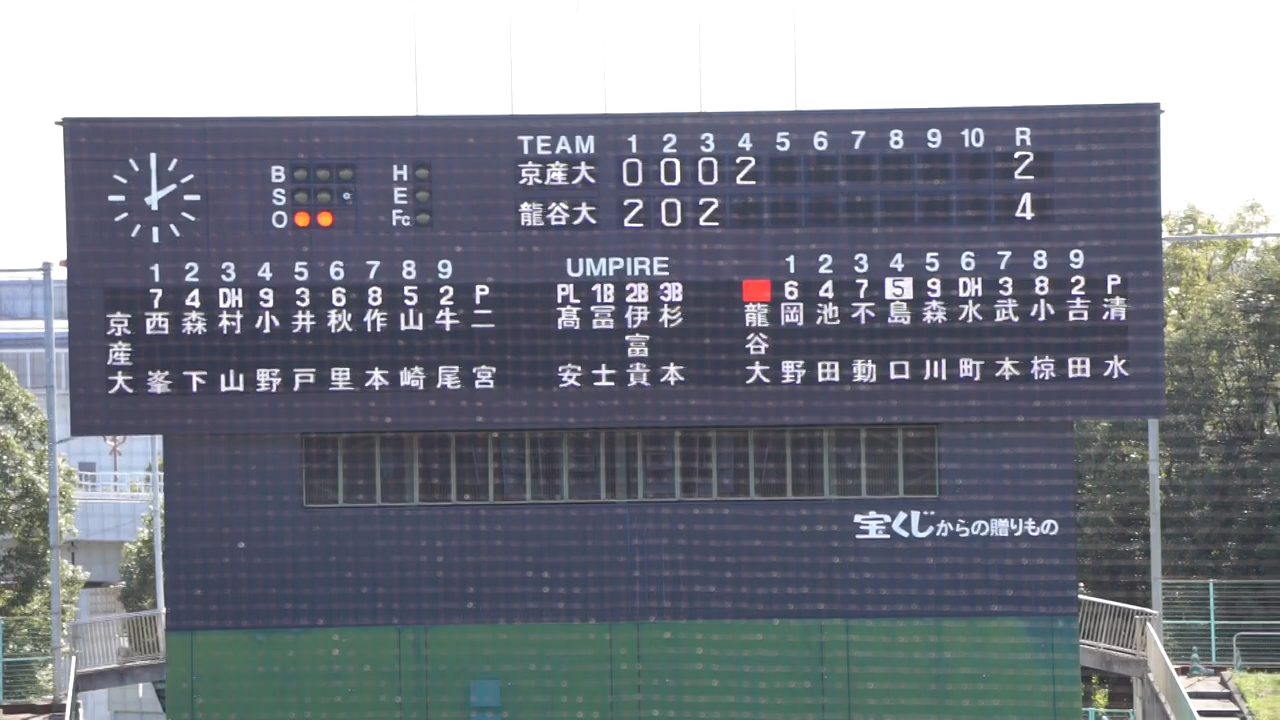 TEAM 1 2 3 4 5 6 7 8 9 10 R
京産大 0 0 0 2 2
龍谷大 2 0 2 4
B H
S E
O Fc
1 2 3 4 5 6 7 8 9
7 4 DH 9 3 6 8 5 2 P
京産大 西峯 森下 村山 小野 井戸 秋里 作本 山崎 牛尾 二宮
UMPIRE
PL 1B 2B 3B
髙安 冨士 伊富貴 杉本
1 2 3 4 5 6 7 8 9
6 4 7 5 9 DH 3 8 2 P
龍谷大 岡野 池田 不動 島口 森川 水町 武本 小椋 吉田 清水
宝くじからの贈りもの